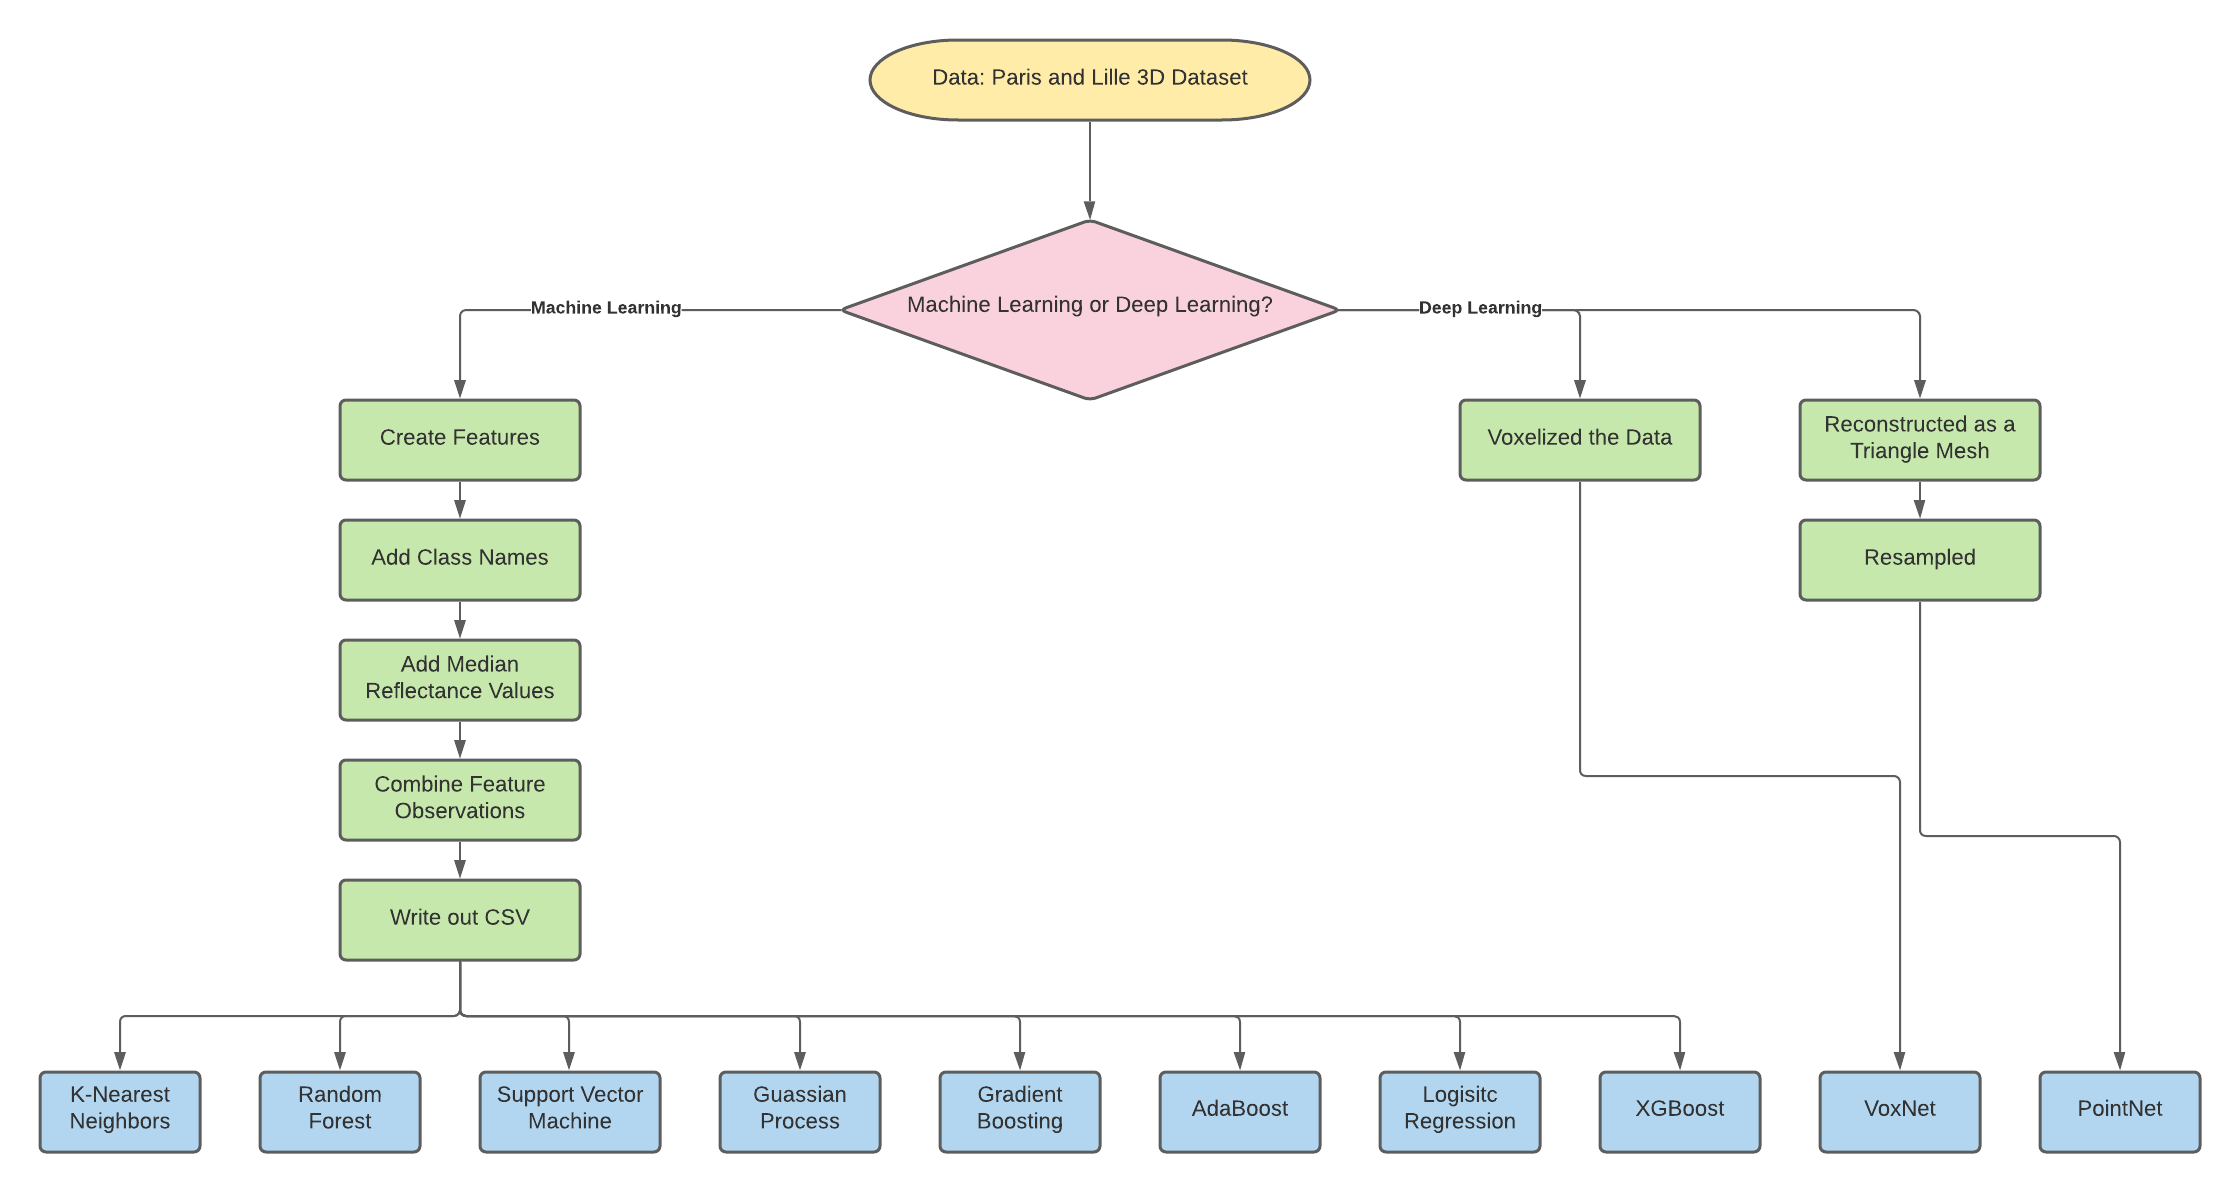 Data: Paris and Lille 3D Dataset
Machine Learning or Deep Learning?
Machine Learning
Deep Learning
Create Features
Voxelized the Data
Reconstructed as a
Triangle Mesh
Add Class Names
Resampled
Add Median
Reflectance Values
Combine Feature
Observations
Write out CSV
K-Nearest
Neighbors
Random
Forest
Support Vector
Machine
Guassian
Process
Gradient
Boosting
AdaBoost
Logisitc
Regression
XGBoost
VoxNet
PointNet